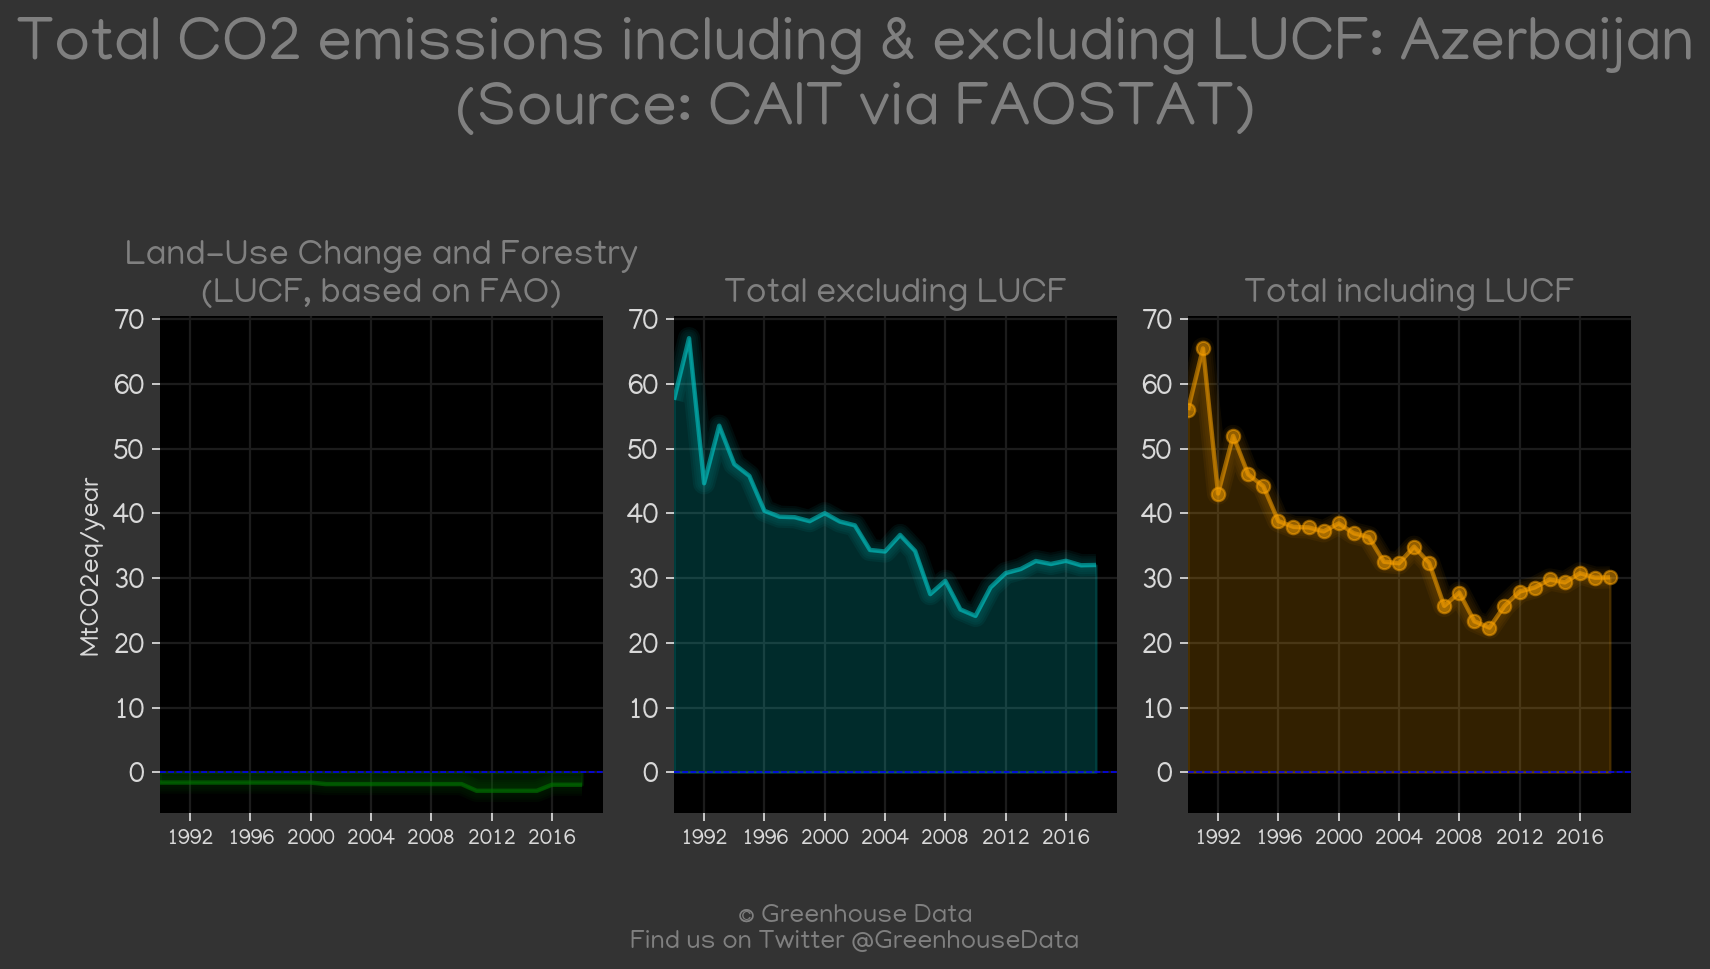 Total CO2 emissions including & excluding LUCF: Azerbaijan
(Source: CAIT via FAOSTAT)
Land-Use Change and Forestry
(LUCF, based on FAO)
MtCO2eq/year
70
60
50
40
30
20
10
0
1992 1996 2000 2004 2008 2012 2016
Total excluding LUCF
70
60
50
40
30
20
10
0
1992 1996 2000 2004 2008 2012 2016
Total including LUCF
70
60
50
40
30
20
10
0
1992 1996 2000 2004 2008 2012 2016
© Greenhouse Data
Find us on Twitter @GreenhouseData